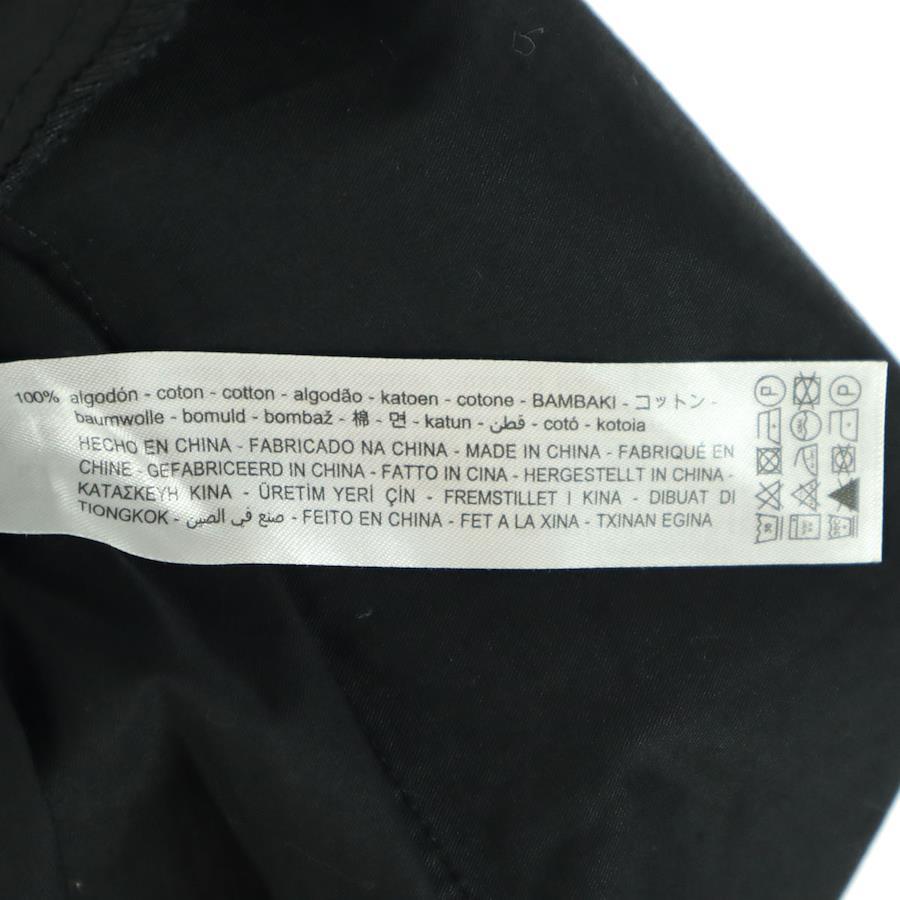 100% algodón - coton - cotton - algodão - katoen - cotone - BAMBAKI - コットン -
baumwolle - bomuld - bombaž - 棉 - 면 - katun - قطن - cotó - kotoia
HECHO EN CHINA - FABRICADO NA CHINA - MADE IN CHINA - FABRIQUÉ EN
CHINE - GEFABRICEERD IN CHINA - FATTO IN CINA - HERGESTELLT IN CHINA -
ΚΑΤΑΣΚΕΥΗ ΚΙΝΑ - ÜRETİM YERİ ÇİN - FREMSTILLET I KINA - DIBUAT DI
TIONGKOK - صنع في الصين - FEITO EN CHINA - FET A LA XINA - TXINAN EGINA
P P